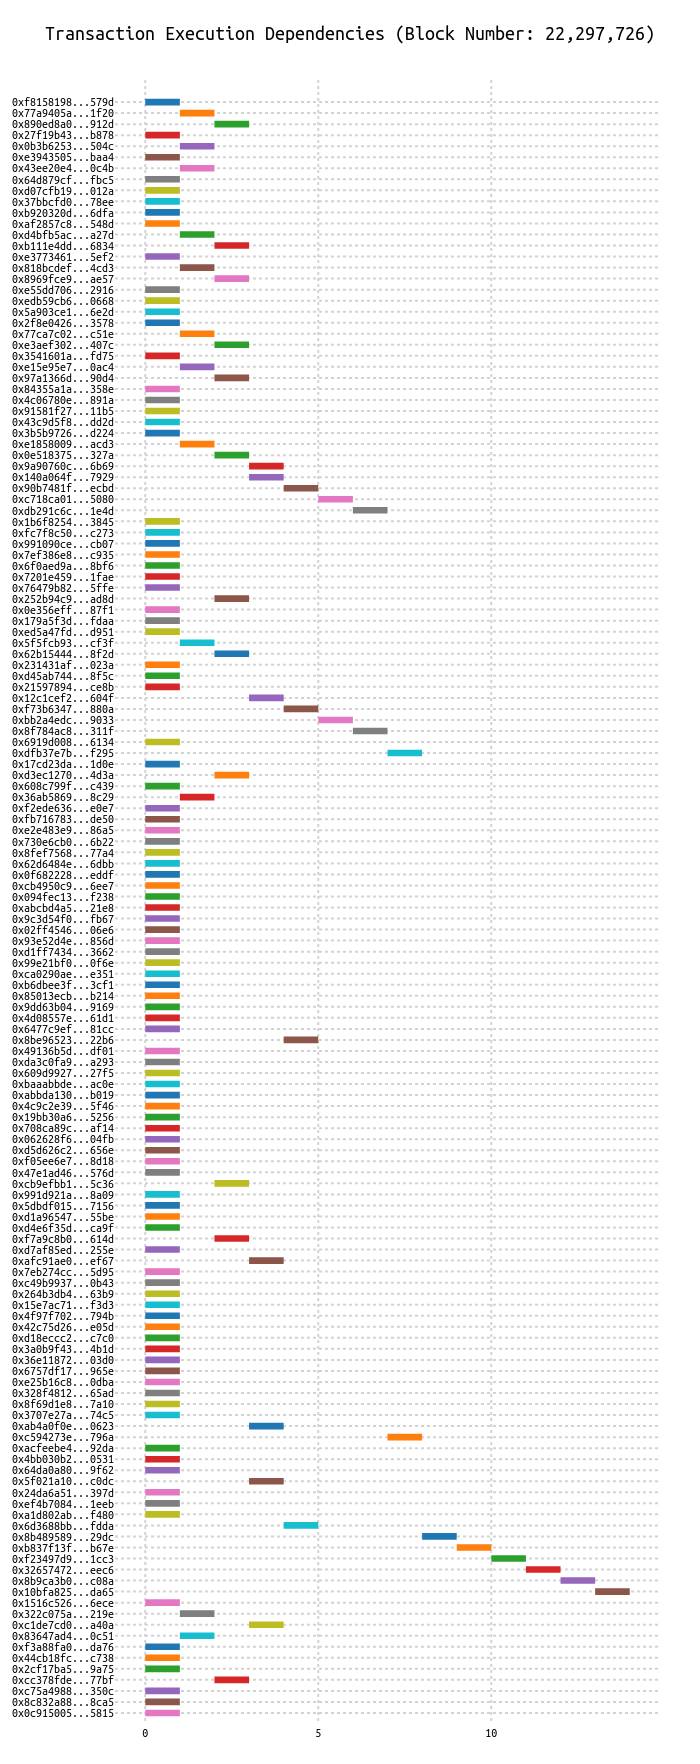 Transaction Execution Dependencies (Block Number: 22,297,726)
0xf8158198...579d
0x77a9405a...1f20
0x890ed8a0...912d
0x27f19b43...b878
0x0b3b6253...504c
0xe3943505...baa4
0x43ee20e4...0c4b
0x64d879cf...fbc5
0xd07cfb19...012a
0x37bbcfd0...78ee
0xb920320d...6dfa
0xaf2857c8...548d
0xd4bfb5ac...a27d
0xb111e4dd...6834
0xe3773461...5ef2
0x818bcdef...4cd3
0x8969fce9...ae57
0xe55dd706...2916
0xedb59cb6...0668
0x5a903ce1...6e2d
0x2f8e0426...3578
0x77ca7c02...c51e
0xe3aef302...407c
0x3541601a...fd75
0xe15e95e7...0ac4
0x97a1366d...90d4
0x84355a1a...358e
0x4c06780e...891a
0x91581f27...11b5
0x43c9d5f8...dd2d
0x3b5b9726...d224
0xe1858009...acd3
0x0e518375...327a
0x9a90760c...6b69
0x140a064f...7929
0x90b7481f...ecbd
0xc718ca01...5080
0xdb291c6c...1e4d
0x1b6f8254...3845
0xfc7f8c50...c273
0x991090ce...cb07
0x7ef386e8...c935
0x6f0aed9a...8bf6
0x7201e459...1fae
0x76479b82...5ffe
0x252b94c9...ad8d
0x0e356eff...87f1
0x179a5f3d...fdaa
0xed5a47fd...d951
0x5f5fcb93...cf3f
0x62b15444...8f2d
0x231431af...023a
0xd45ab744...8f5c
0x21597894...ce8b
0x12c1cef2...604f
0xf73b6347...880a
0xbb2a4edc...9033
0x8f784ac8...311f
0x6919d008...6134
0xdfb37e7b...f295
0x17cd23da...1d0e
0xd3ec1270...4d3a
0x608c799f...c439
0x36ab5869...8c29
0xf2ede636...e0e7
0xfb716783...de50
0xe2e483e9...86a5
0x730e6cb0...6b22
0x8fef7568...77a4
0x62d6484e...6dbb
0x0f682228...eddf
0xcb4950c9...6ee7
0x094fec13...f238
0xabcbd4a5...21e8
0x9c3d54f0...fb67
0x02ff4546...06e6
0x93e52d4e...856d
0xd1ff7434...3662
0x99e21bf0...0f6e
0xca0290ae...e351
0xb6dbee3f...3cf1
0x85013ecb...b214
0x9dd63b04...9169
0x4d08557e...61d1
0x6477c9ef...81cc
0x8be96523...22b6
0x49136b5d...df01
0xda3c0fa9...a293
0x609d9927...27f5
0xbaaabbde...ac0e
0xabbda130...b019
0x4c9c2e39...5f46
0x19bb30a6...5256
0x708ca89c...af14
0x062628f6...04fb
0xd5d626c2...656e
0xf05ee6e7...8d18
0x47e1ad46...576d
0xcb9efbb1...5c36
0x991d921a...8a09
0x5dbdf015...7156
0xd1a96547...55be
0xd4e6f35d...ca9f
0xf7a9c8b0...614d
0xd7af85ed...255e
0xafc91ae0...ef67
0x7eb274cc...5d95
0xc49b9937...0b43
0x264b3db4...63b9
0x15e7ac71...f3d3
0x4f97f702...794b
0x42c75d26...e05d
0xd18eccc2...c7c0
0x3a0b9f43...4b1d
0x36e11872...03d0
0x6757df17...965e
0xe25b16c8...0dba
0x328f4812...65ad
0x8f69d1e8...7a10
0x3707e27a...74c5
0xab4a0f0e...0623
0xc594273e...796a
0xacfeebe4...92da
0x4bb030b2...0531
0x64da0a80...9f62
0x5f021a10...c0dc
0x24da6a51...397d
0xef4b7084...1eeb
0xa1d802ab...f480
0x6d3688bb...fdda
0x8b489589...29dc
0xb837f13f...b67e
0xf23497d9...1cc3
0x32657472...eec6
0x8b9ca3b0...c08a
0x10bfa825...da65
0x1516c526...6ece
0x322c075a...219e
0xc1de7cd0...a40a
0x83647ad4...0c51
0xf3a88fa0...da76
0x44cb18fc...c738
0x2cf17ba5...9a75
0xcc378fde...77bf
0xc75a4988...350c
0x8c832a88...8ca5
0x0c915005...5815
0 5 10